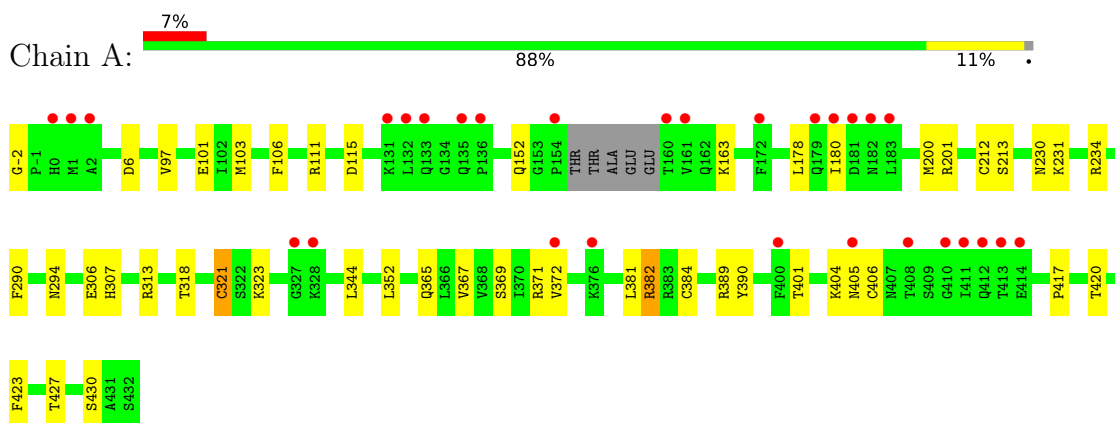 7%
Chain A:
88% 11% •
G-2 P-1 H0 M1 A2 D6 V97 E101 I102 M103 F106 R111 D115 K131 L132 Q133 G134 Q135 P136 Q152 G153 P154 THR THR ALA GLU GLU T160 V161 Q162 K163 F172 L178 Q179 I180 D181 N182 L183 M200 R201 C212 S213 N230 K231 R234
F290 N294 E306 H307 R313 T318 C321 S322 K323 G327 K328 L344 L352 Q365 L366 V367 V368 S369 I370 R371 V372 K376 L381 R382 R383 C384 R389 Y390 F400 T401 K404 N405 C406 N407 T408 S409 G410 I411 Q412 T413 E414 P417 T420
F423 T427 S430 A431 S432